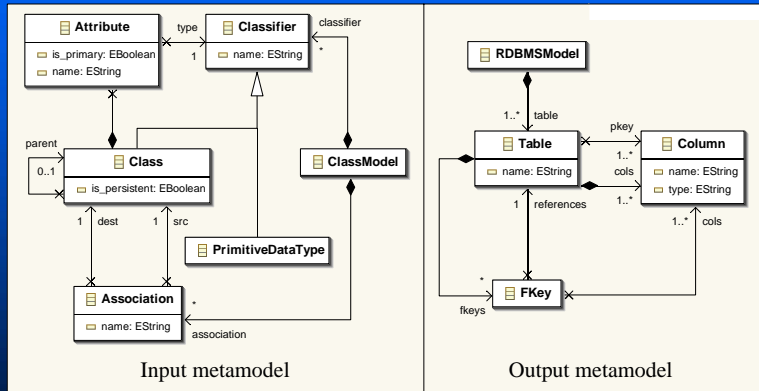 Attribute
is_primary: EBoolean
name: EString
type
1
Classifier
name: EString
classifier
*
parent
0..1
Class
is_persistent: EBoolean
ClassModel
1 dest
1 src
PrimitiveDataType
Association
name: EString
*
association
Input metamodel
RDBMSModel
1..* table
Table
name: EString
pkey
1..*
cols
1..*
Column
name: EString
type: EString
1 references
1..* cols
*
fkeys
FKey
Output metamodel